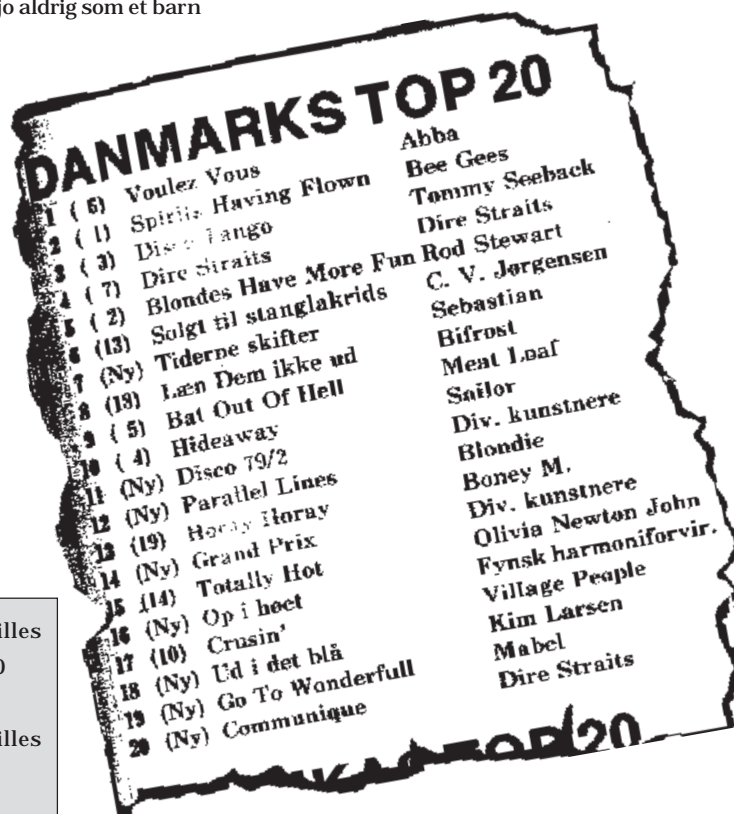 jo aldrig som et barn
DANMARKS TOP 20
1 ( 6) Voulez Vous Abba
2 ( 1) Spirits Having Flown Bee Gees
3 ( 3) Disco Tango Tommy Seeback
4 ( 7) Dire Straits Dire Straits
5 ( 2) Blondes Have More Fun Rod Stewart
6 (13) Solgt til stanglakrids C. V. Jørgensen
7 (Ny) Tiderne skifter Sebastian
8 (18) Læn Dem ikke ud Bifrost
9 ( 5) Bat Out Of Hell Meat Loaf
10 ( 4) Hideaway Sailor
11 (Ny) Disco 79/2 Div. kunstnere
12 (Ny) Parallel Lines Blondie
13 (19) Horay Boney M.
14 (Ny) Grand Prix Div. kunstnere
15 (14) Totally Hot Olivia Newton John
16 (Ny) Op i høet Fynsk harmoniforvir.
17 (10) Crusin' Village People
18 (Ny) Ud i det blå Kim Larsen
19 (Ny) Go To Wonderfull Mabel
20 (Ny) Communique Dire Straits
TOP 20
illes
0
illes